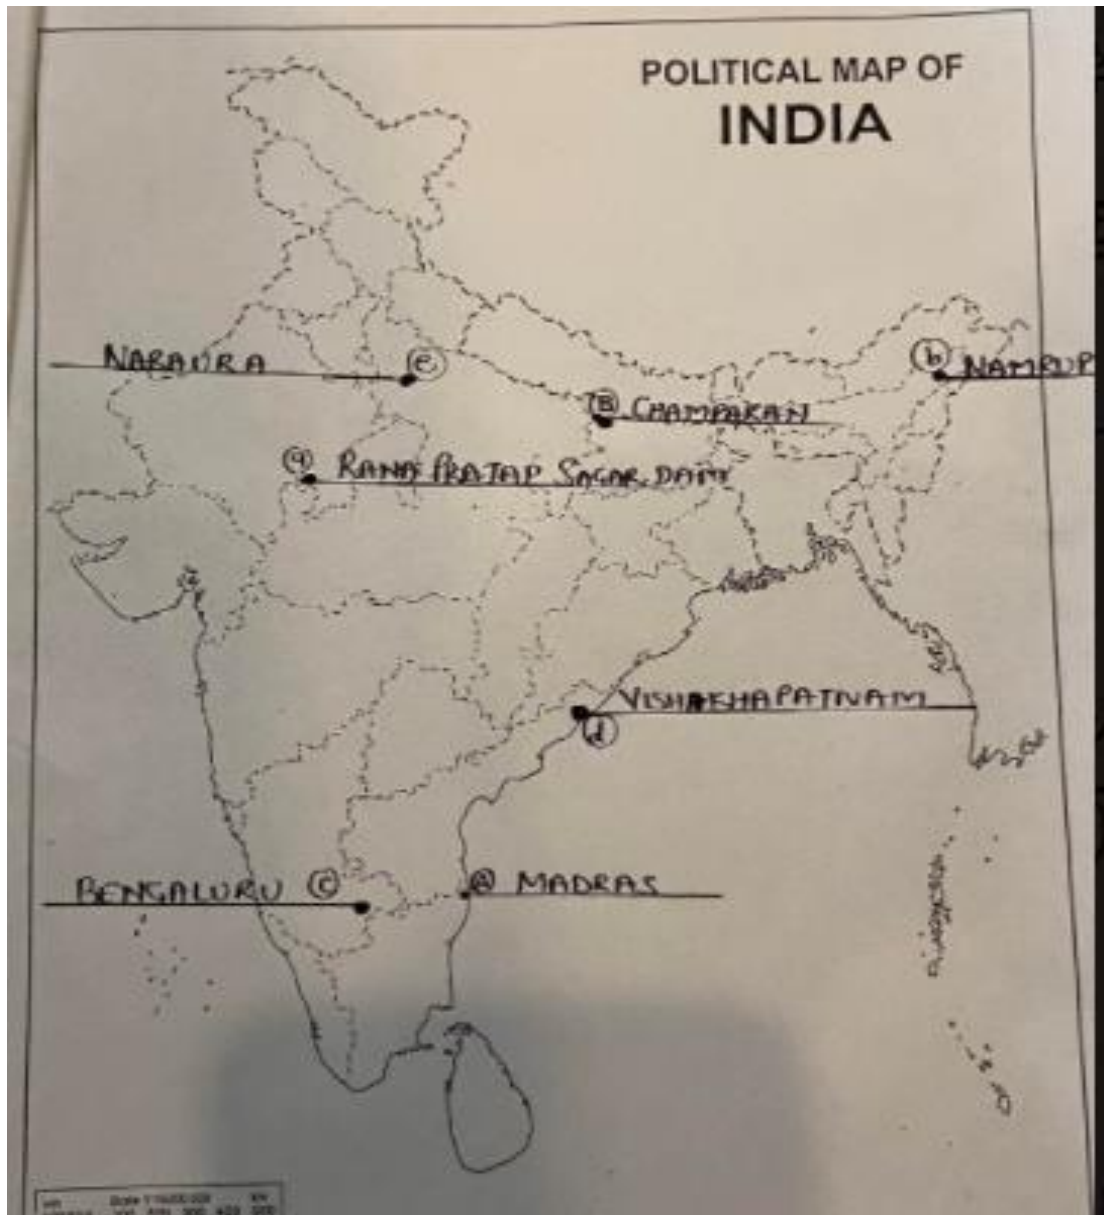 POLITICAL MAP OF
INDIA
NARAURA
(e)
(b) NAMRUP
(B) CHAMPARAN
(a) RANA PRATAP SAGAR DAM
VISHAKHAPATNAM
(d)
BENGALURU (c)
(A) MADRAS